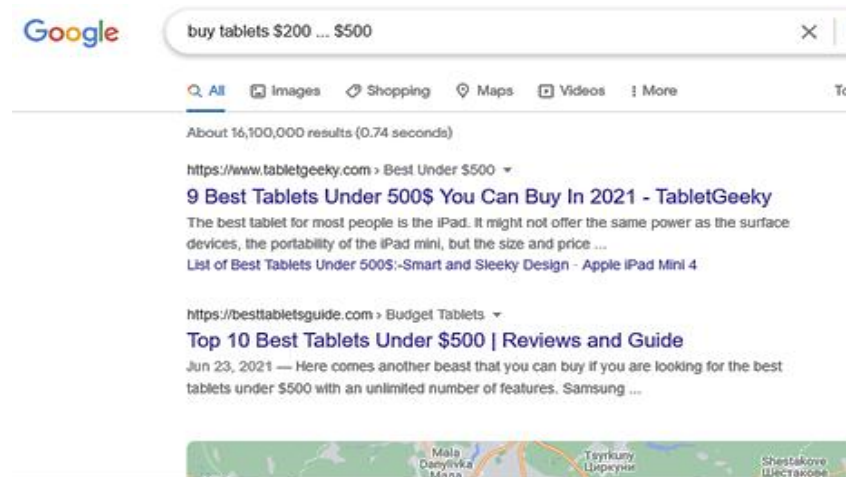 Google
buy tablets $200 ... $500
All Images Shopping Maps Videos More
About 16,100,000 results (0.74 seconds)
https://www.tabletgeeky.com › Best Under $500
9 Best Tablets Under 500$ You Can Buy In 2021 - TabletGeeky
The best tablet for most people is the iPad. It might not offer the same power as the surface
devices, the portability of the iPad mini, but the size and price ...
List of Best Tablets Under 500$:-Smart and Sleeky Design · Apple iPad Mini 4
https://besttabletsguide.com › Budget Tablets
Top 10 Best Tablets Under $500 | Reviews and Guide
Jun 23, 2021 — Here comes another beast that you can buy if you are looking for the best
tablets under $500 with an unlimited number of features. Samsung ...
Mala
Danylivka
Tsyrkuny
Циркуни
Shestakove
Шестакове